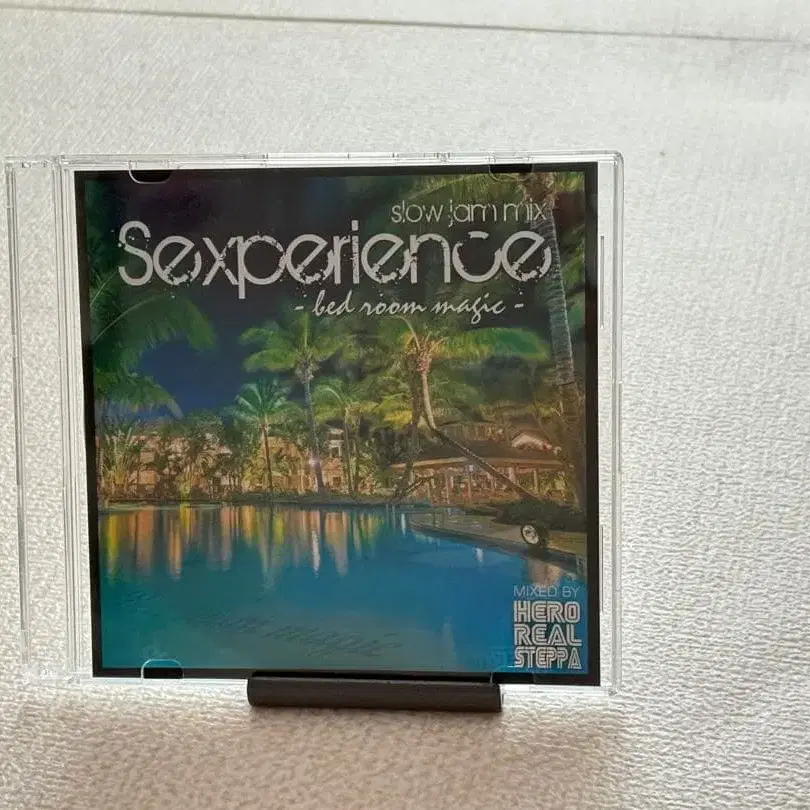 slow jam mix
Sexperience
- bed room magic -
MIXED BY
HERO
REAL
STEPPA